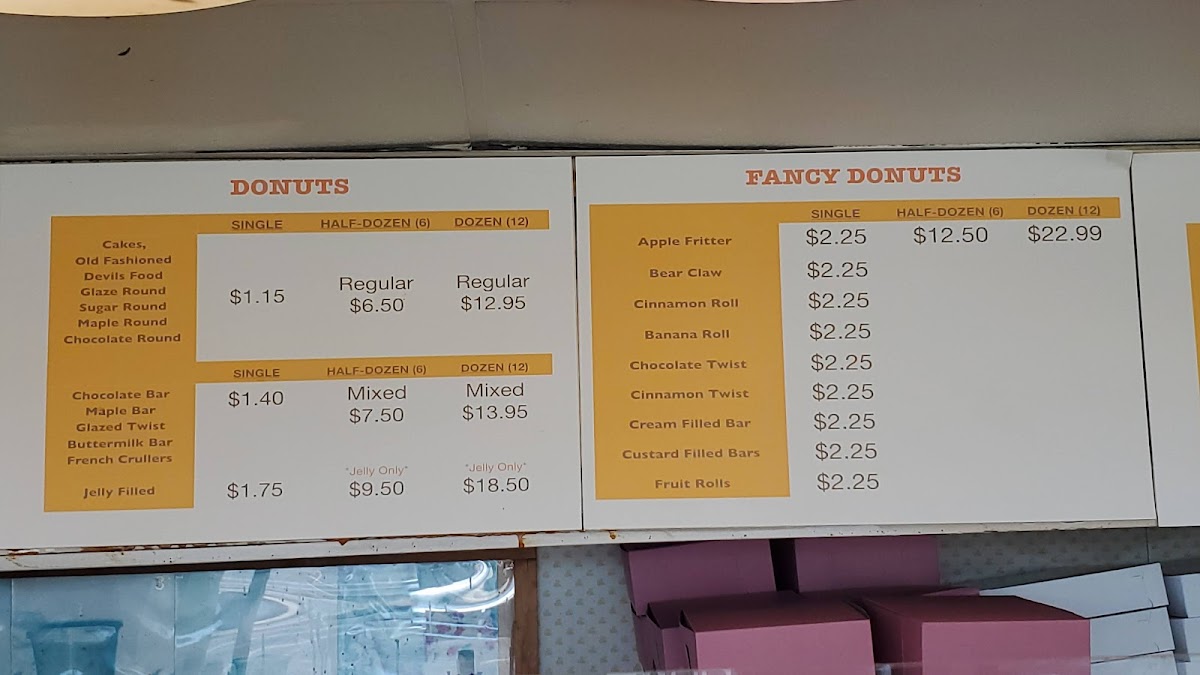 DONUTS
SINGLE HALF-DOZEN (6) DOZEN (12)
Cakes,
Old Fashioned
Devils Food
Glaze Round
Sugar Round
Maple Round
Chocolate Round
$1.15
Regular
$6.50
Regular
$12.95
SINGLE HALF-DOZEN (6) DOZEN (12)
Chocolate Bar
Maple Bar
Glazed Twist
Buttermilk Bar
French Crullers
$1.40
Mixed
$7.50
Mixed
$13.95
Jelly Filled
$1.75
"Jelly Only"
$9.50
"Jelly Only"
$18.50
FANCY DONUTS
SINGLE HALF-DOZEN (6) DOZEN (12)
Apple Fritter $2.25 $12.50 $22.99
Bear Claw $2.25
Cinnamon Roll $2.25
Banana Roll $2.25
Chocolate Twist $2.25
Cinnamon Twist $2.25
Cream Filled Bar $2.25
Custard Filled Bars $2.25
Fruit Rolls $2.25